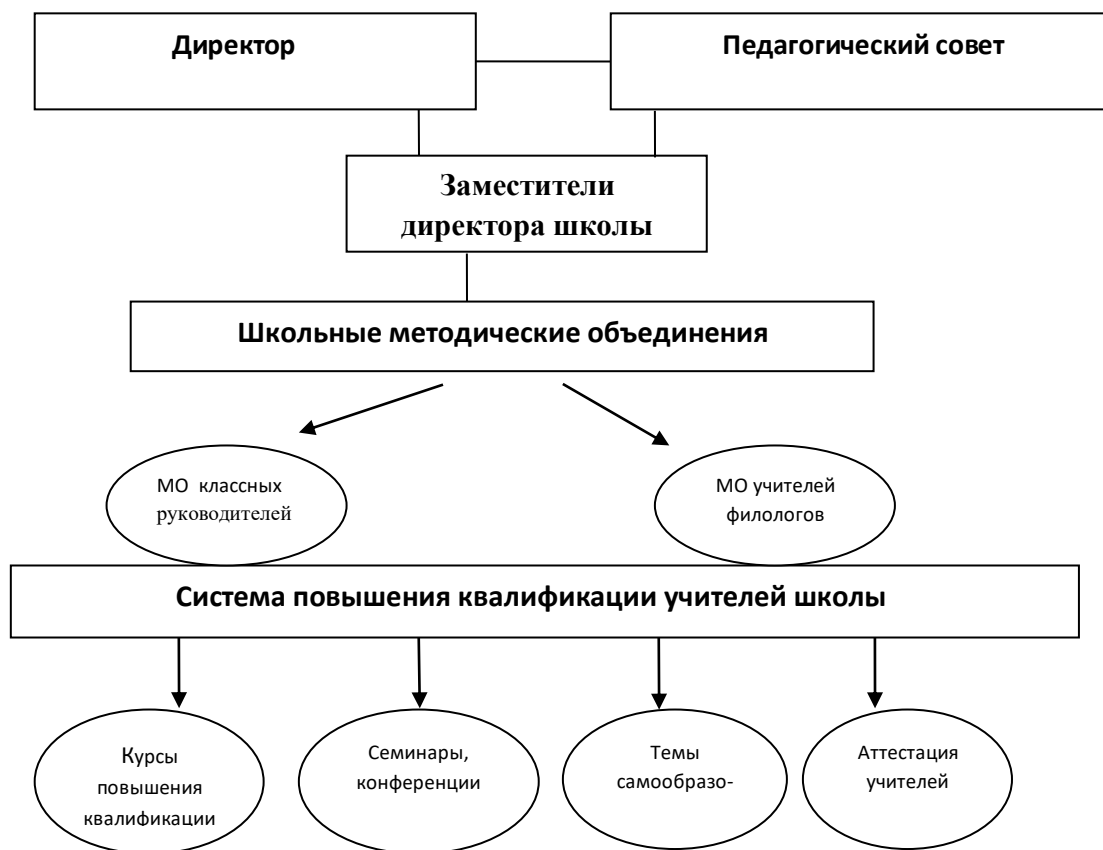 Директор
Педагогический совет
Заместители
директора школы
Школьные методические объединения
МО классных
руководителей
МО учителей
филологов
Система повышения квалификации учителей школы
Курсы
повышения
квалификации
Семинары,
конференции
Темы
самообразо-
Аттестация
учителей